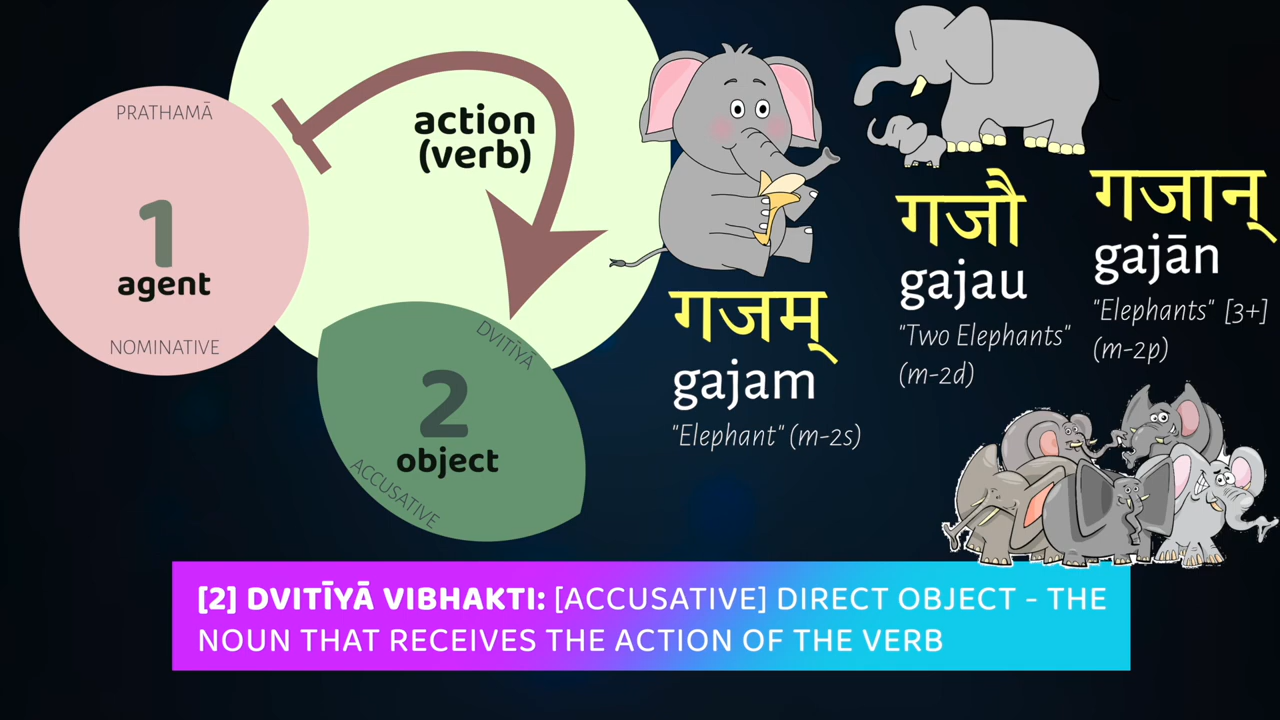 PRATHAMĀ
1
agent
NOMINATIVE
action
(verb)
DVITĪYĀ
2
object
ACCUSATIVE
गजम्
gajam
"Elephant" (m-2s)
गजौ
gajau
"Two Elephants"
(m-2d)
गजान्
gajān
"Elephants" [3+]
(m-2p)
[2] DVITĪYĀ VIBHAKTI: [ACCUSATIVE] DIRECT OBJECT - THE
NOUN THAT RECEIVES THE ACTION OF THE VERB